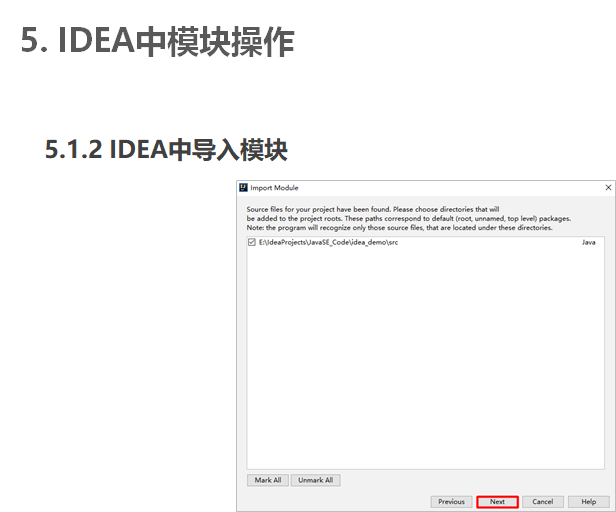 5. IDEA中模块操作
5.1.2 IDEA中导入模块
Import Module
Source files for your project have been found. Please choose directories that will
be added to the project roots. These paths correspond to default (root, unnamed, top level) packages.
Note: the program will recognize only those source files, that are located under these directories.
E:\IdeaProjects\JavaSE_Code\idea_demo\src Java
Mark All Unmark All
Previous Next Cancel Help